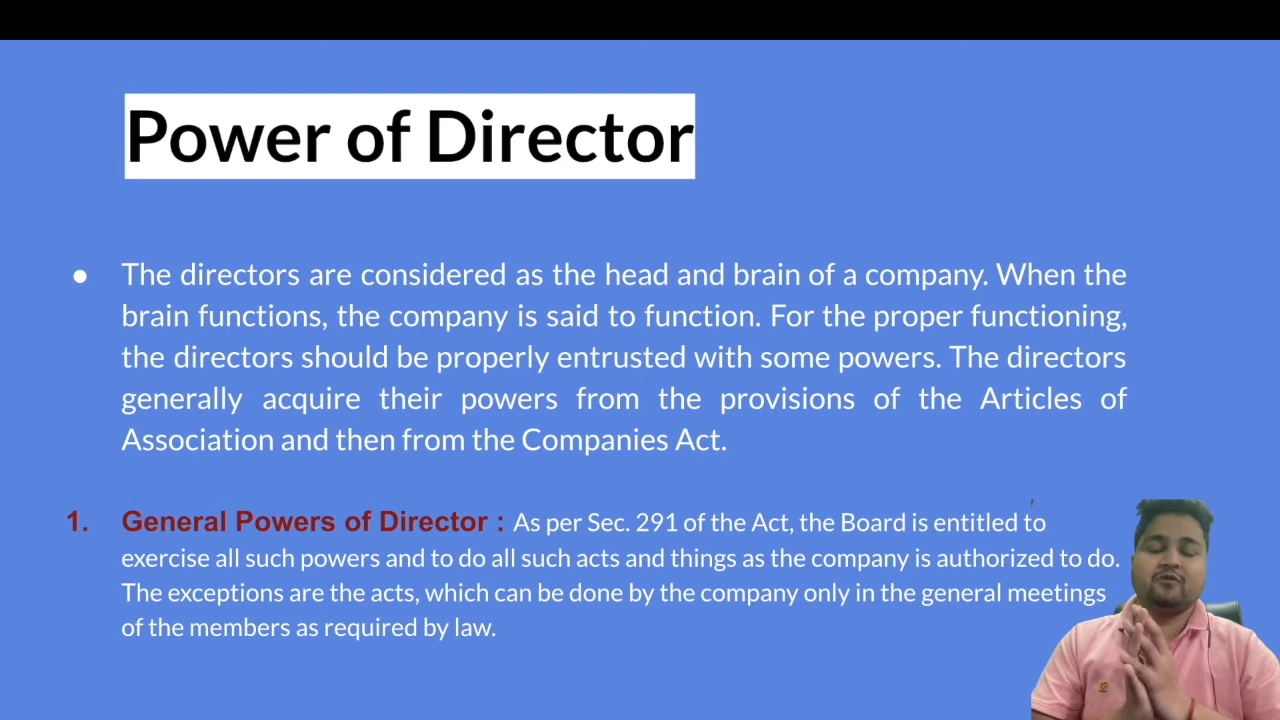 Power of Director
● The directors are considered as the head and brain of a company. When the
brain functions, the company is said to function. For the proper functioning,
the directors should be properly entrusted with some powers. The directors
generally acquire their powers from the provisions of the Articles of
Association and then from the Companies Act.
1. General Powers of Director : As per Sec. 291 of the Act, the Board is entitled to
exercise all such powers and to do all such acts and things as the company is authorized to do.
The exceptions are the acts, which can be done by the company only in the general meetings
of the members as required by law.